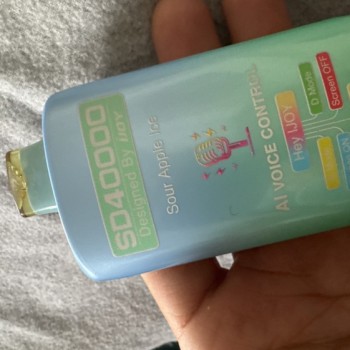 SD40000
Designed By IJOY
Sour Apple Ice
AI VOICE CONTROL
Hey IJOY
D Mode
Screen OFF